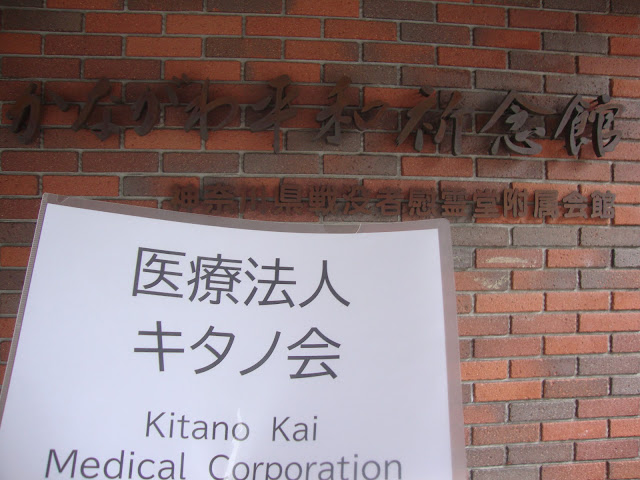 かながわ平和祈念館
神奈川県戦没者慰霊堂附属会館
医療法人
キタノ会
Kitano Kai
Medical Corporation